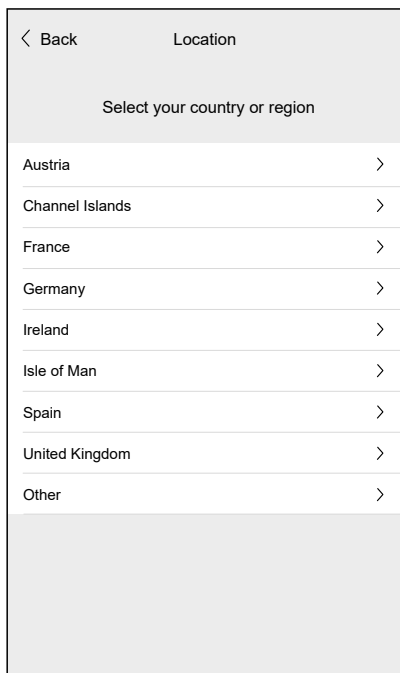 Back Location
Select your country or region
Austria
Channel Islands
France
Germany
Ireland
Isle of Man
Spain
United Kingdom
Other